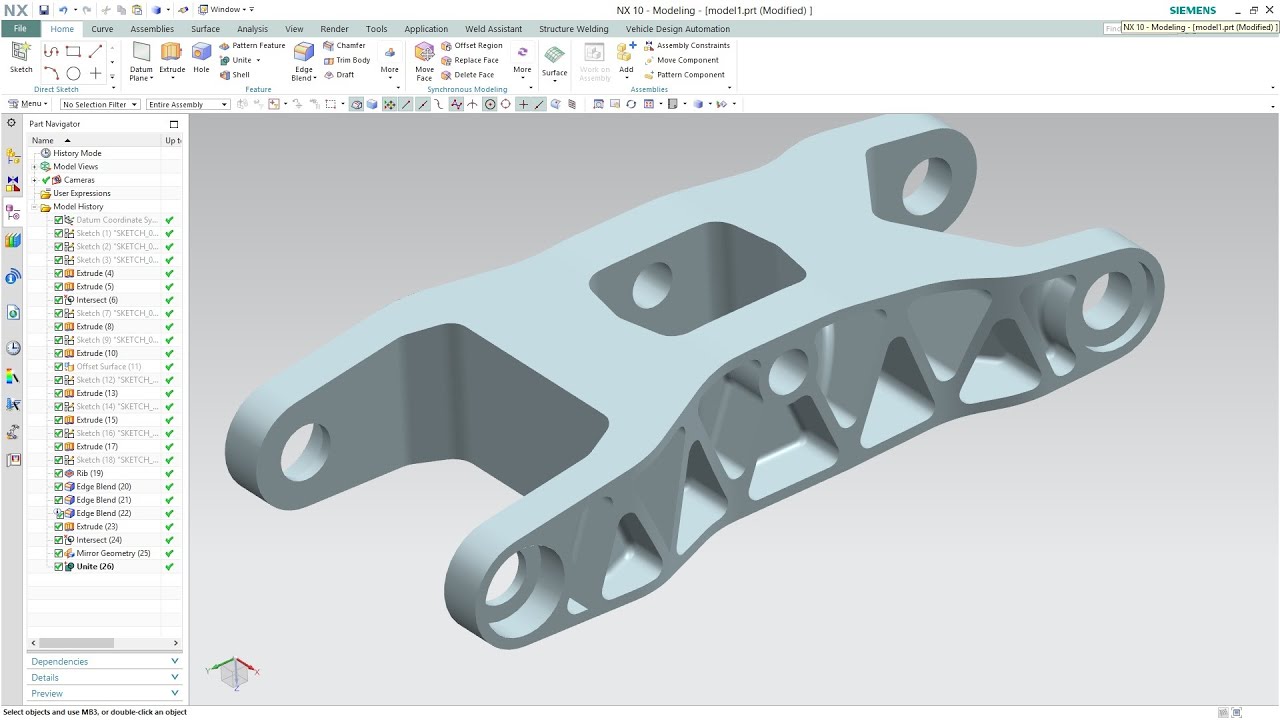 NX Window NX 10 - Modeling - [model1.prt (Modified) ] SIEMENS
File Home Curve Assemblies Surface Analysis View Render Tools Application Weld Assistant Structure Welding Vehicle Design Automation Find
NX 10 - Modeling - [model1.prt (Modified) ]
Sketch
Direct Sketch
Datum Plane Extrude Hole
Pattern Feature
Unite
Shell
Edge Blend
Chamfer
Trim Body
Draft
More
Feature
Move Face
Offset Region
Replace Face
Delete Face
More
Synchronous Modeling
Surface
Work on Assembly
Add
Assembly Constraints
Move Component
Pattern Component
Assemblies
Menu No Selection Filter Entire Assembly
Part Navigator
Name Up to
History Mode
Model Views
Cameras
User Expressions
Model History
Datum Coordinate Sy...
Sketch (1) "SKETCH_0...
Sketch (2) "SKETCH_0...
Sketch (3) "SKETCH_0...
Extrude (4)
Extrude (5)
Intersect (6)
Sketch (7) "SKETCH_0...
Extrude (8)
Sketch (9) "SKETCH_0...
Extrude (10)
Offset Surface (11)
Sketch (12) "SKETCH_...
Extrude (13)
Sketch (14) "SKETCH_...
Extrude (15)
Sketch (16) "SKETCH_...
Extrude (17)
Sketch (18) "SKETCH_...
Rib (19)
Edge Blend (20)
Edge Blend (21)
Edge Blend (22)
Extrude (23)
Intersect (24)
Mirror Geometry (25)
Unite (26)
Dependencies
Details
Preview
Y X
Z
Select objects and use MB3, or double-click an object